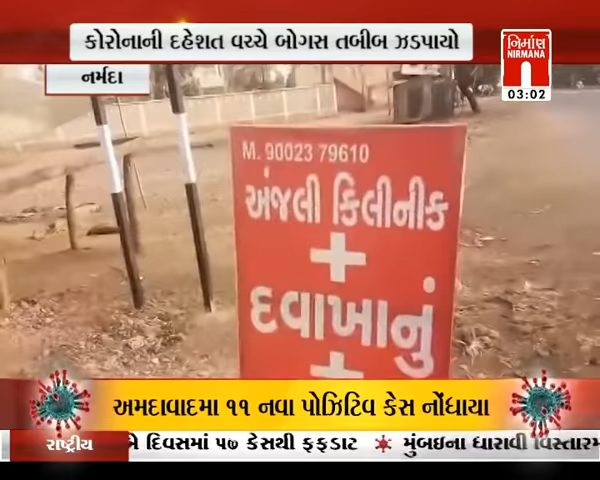 કોરોનાની દહેશત વચ્ચે બોગસ તબીબ ઝડપાયો
નર્મદા
નિર્માણ
NIRMANA
03:02
M. 90023 79610
અંજલી કિલીનીક
દવાખાનું
અમદાવાદમા ૧૧ નવા પોઝિટિવ કેસ નોંધાયા
રાષ્ટ્રીય
દિવસમાં ૫૭ કેસથી ફફડાટ
મુંબઇના ધારાવી વિસ્તારમ